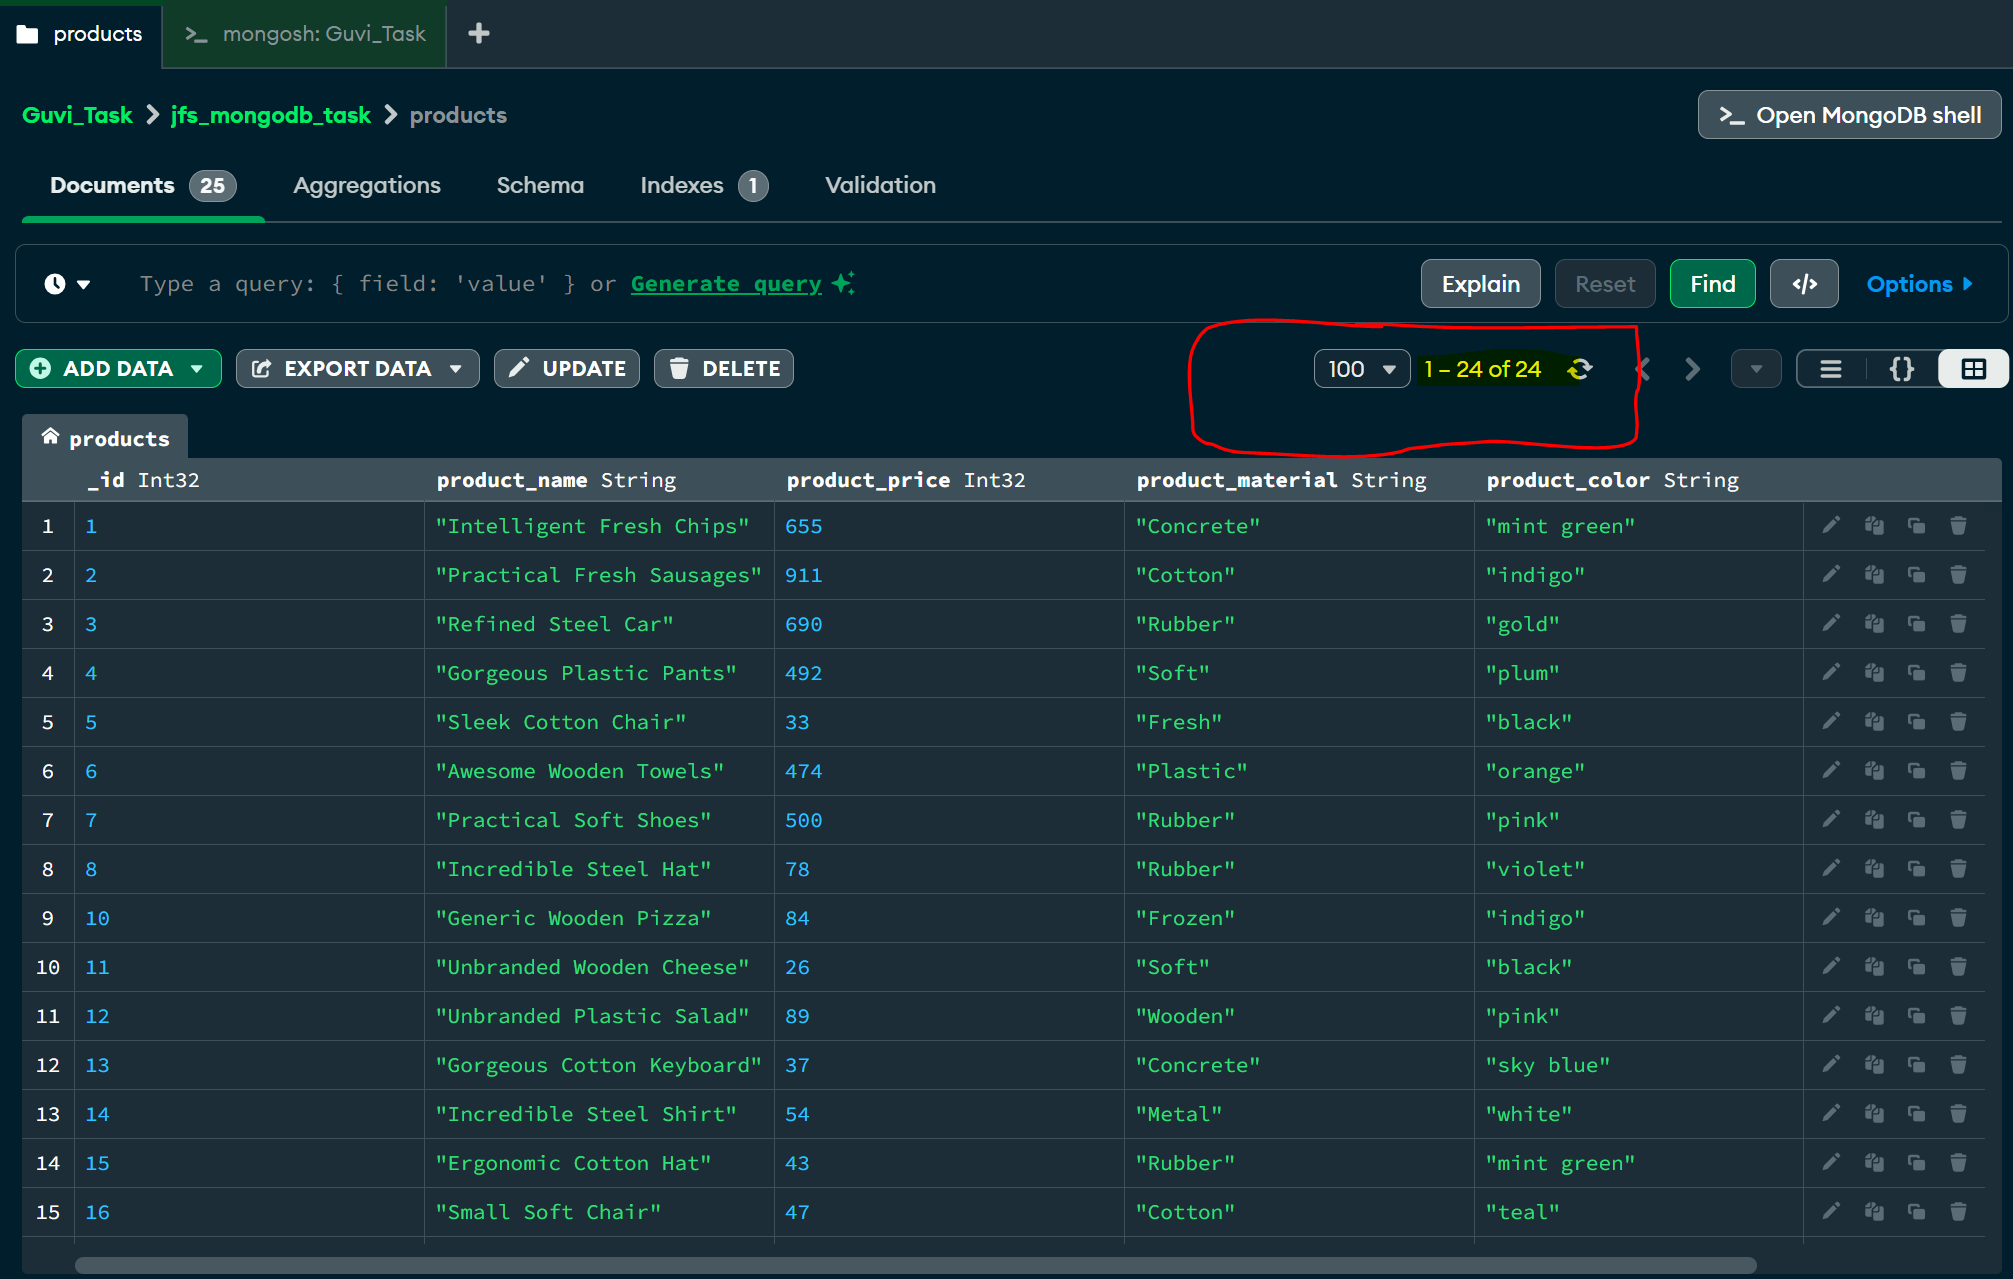 products mongosh: Guvi_Task
Guvi_Task jfs_mongodb_task products Open MongoDB shell
Documents 25 Aggregations Schema Indexes 1 Validation
Type a query: { field: 'value' } or Generate query Explain Reset Find </> Options
ADD DATA EXPORT DATA UPDATE DELETE 100 1 – 24 of 24 {}
products
_id Int32 product_name String product_price Int32 product_material String product_color String
1 1 "Intelligent Fresh Chips" 655 "Concrete" "mint green"
2 2 "Practical Fresh Sausages" 911 "Cotton" "indigo"
3 3 "Refined Steel Car" 690 "Rubber" "gold"
4 4 "Gorgeous Plastic Pants" 492 "Soft" "plum"
5 5 "Sleek Cotton Chair" 33 "Fresh" "black"
6 6 "Awesome Wooden Towels" 474 "Plastic" "orange"
7 7 "Practical Soft Shoes" 500 "Rubber" "pink"
8 8 "Incredible Steel Hat" 78 "Rubber" "violet"
9 10 "Generic Wooden Pizza" 84 "Frozen" "indigo"
10 11 "Unbranded Wooden Cheese" 26 "Soft" "black"
11 12 "Unbranded Plastic Salad" 89 "Wooden" "pink"
12 13 "Gorgeous Cotton Keyboard" 37 "Concrete" "sky blue"
13 14 "Incredible Steel Shirt" 54 "Metal" "white"
14 15 "Ergonomic Cotton Hat" 43 "Rubber" "mint green"
15 16 "Small Soft Chair" 47 "Cotton" "teal"